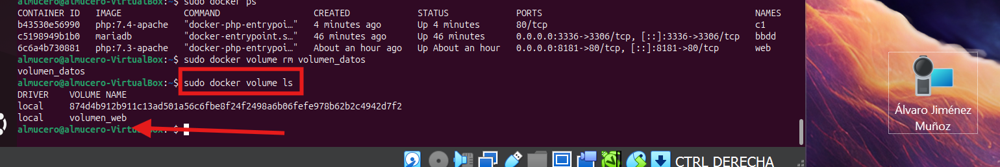 almucero@almucero-VirtualBox:~$ sudo docker ps
CONTAINER ID   IMAGE            COMMAND                  CREATED             STATUS             PORTS                                         NAMES
b43530e56990   php:7.4-apache   "docker-php-entrypoi…"   4 minutes ago       Up 4 minutes       80/tcp                                        c1
c5198949b1b0   mariadb          "docker-entrypoint.s…"   46 minutes ago      Up 46 minutes      0.0.0.0:3336->3306/tcp, [::]:3336->3306/tcp   bbdd
6c6a4b730881   php:7.3-apache   "docker-php-entrypoi…"   About an hour ago   Up About an hour   0.0.0.0:8181->80/tcp, [::]:8181->80/tcp       web
almucero@almucero-VirtualBox:~$ sudo docker volume rm volumen_datos
volumen_datos
almucero@almucero-VirtualBox:~$ sudo docker volume ls
DRIVER    VOLUME NAME
local     874d4b912b911c13ad501a56c6fbe8f24f2498a6b06fefe978b62b2c4942d7f2
local     volumen_web
almucero@almucero-VirtualBox:~$
Álvaro Jiménez
Muñoz
CTRL DERECHA